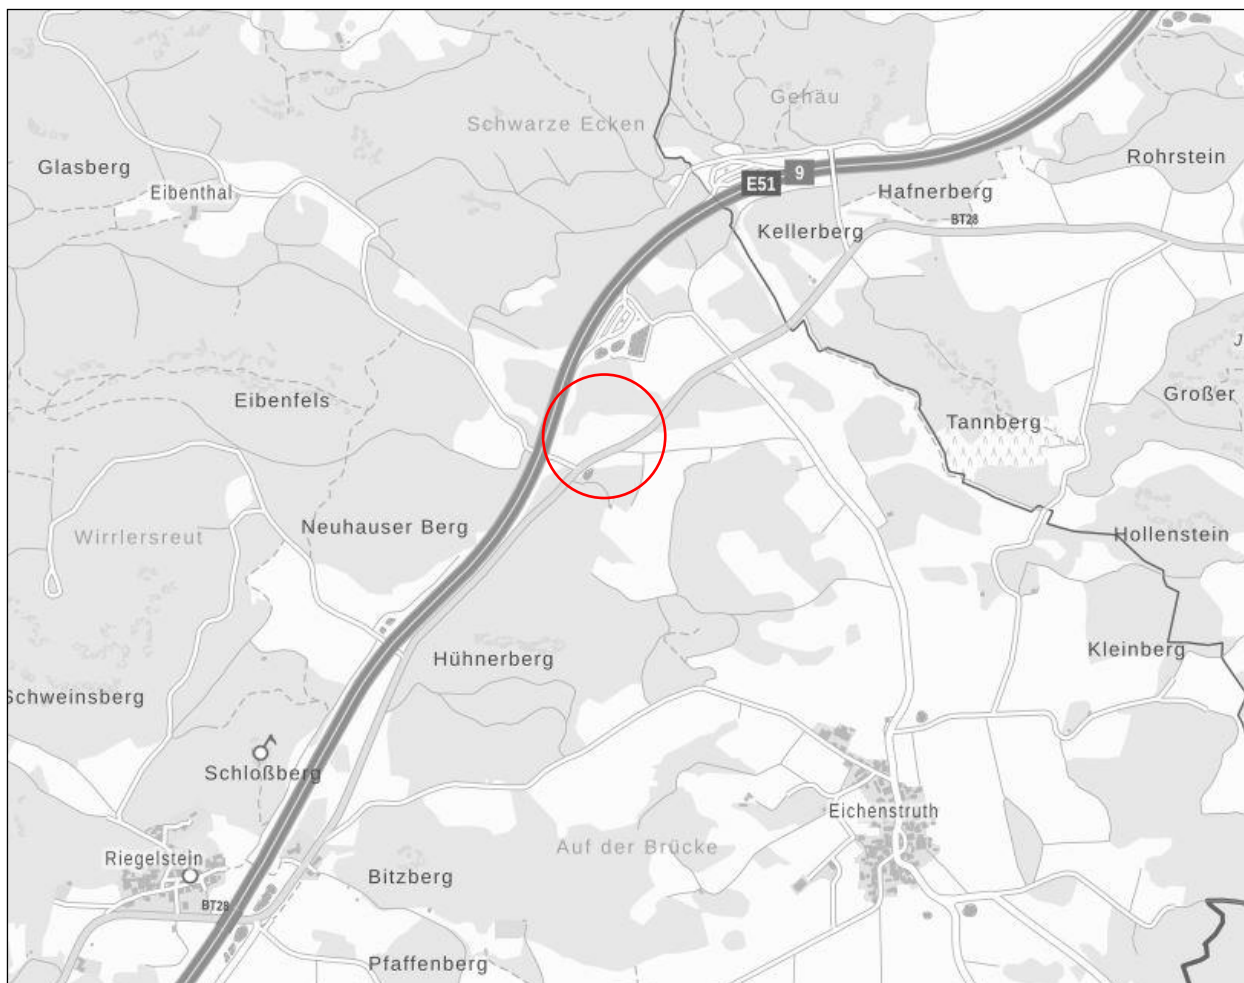 Gehäu
Schwarze Ecken
Rohrstein
Glasberg
9
E51
Eibenthal
Hafnerberg
BT28
Kellerberg
J
Eibenfels
Großer
Tannberg
Neuhauser Berg
Wirrlersreut
Hollenstein
Hühnerberg
Kleinberg
Schweinsberg
Schloßberg
Eichenstruth
Auf der Brücke
Riegelstein
Bitzberg
BT28
Pfaffenberg